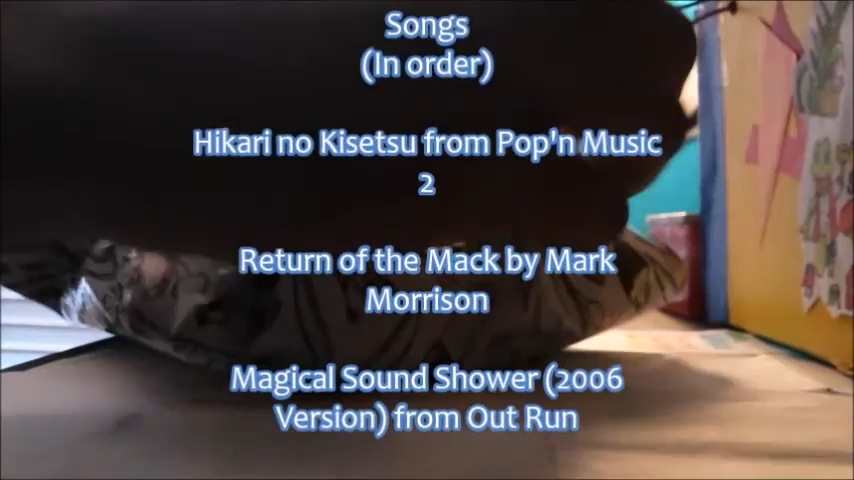 Songs
(In order)
Hikari no Kisetsu from Pop'n Music
2
Return of the Mack by Mark
Morrison
Magical Sound Shower (2006
Version) from Out Run